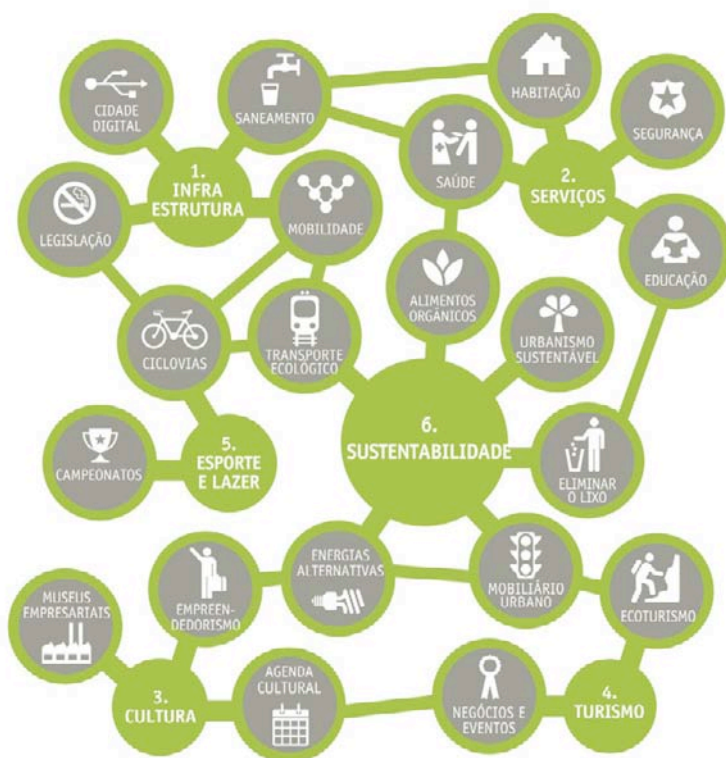 CIDADE
DIGITAL
SANEAMENTO
HABITAÇÃO
SEGURANÇA
1.
INFRA
ESTRUTURA
SAÚDE
2.
SERVIÇOS
LEGISLAÇÃO
MOBILIDADE
EDUCAÇÃO
ALIMENTOS
ORGÂNICOS
URBANISMO
SUSTENTÁVEL
CICLOVIAS
TRANSPORTE
ECOLÓGICO
6.
SUSTENTABILIDADE
5.
ESPORTE
E LAZER
CAMPEONATOS
ELIMINAR
O LIXO
ENERGIAS
ALTERNATIVAS
MOBILIÁRIO
URBANO
EMPREEN-
DEDORISMO
ECOTURISMO
MUSEUS
EMPRESARIAIS
AGENDA
CULTURAL
3.
CULTURA
NEGÓCIOS E
EVENTOS
4.
TURISMO